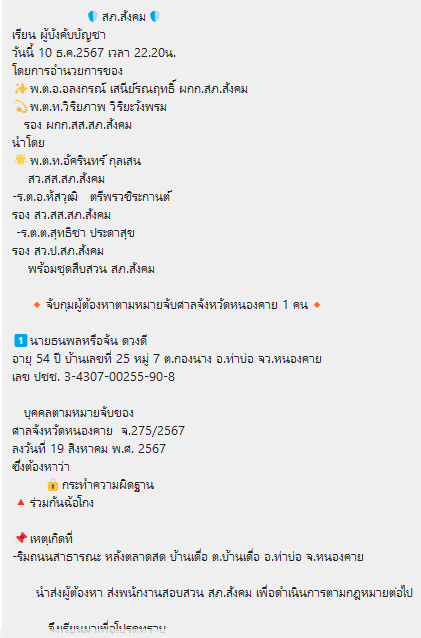 🛡️ สภ.สังคม 🛡️
เรียน ผู้บังคับบัญชา
วันนี้ 10 ธ.ค.2567 เวลา 22.20น.
โดยการอำนวยการของ
✨พ.ต.อ.อลงกรณ์ เสนีย์รณฤทธิ์ ผกก.สภ.สังคม
💫พ.ต.ท.วิริยภาพ วิริยะวังพรม
รอง ผกก.สส.สภ.สังคม
นำโดย
🌟พ.ต.ท.อัครินทร์ กุลเสน
สว.สส.สภ.สังคม
-ร.ต.อ.หัสวุฒิ ตรีพรวชิระกานต์
รอง สว.สส.สภ.สังคม
-ร.ต.ต.สุทธิชา ประดาสุข
รอง สว.ป.สภ.สังคม
พร้อมชุดสืบสวน สภ.สังคม
🔸จับกุมผู้ต้องหาตามหมายจับศาลจังหวัดหนองคาย 1 คน🔸
1️⃣นายธนพลหรือจ้น ดวงดี
อายุ 54 ปี บ้านเลขที่ 25 หมู่ 7 ต.กองนาง อ.ท่าบ่อ จว.หนองคาย
เลข ปชช. 3-4307-00255-90-8
บุคคลตามหมายจับของ
ศาลจังหวัดหนองคาย จ.275/2567
ลงวันที่ 19 สิงหาคม พ.ศ. 2567
ซึ่งต้องหาว่า
🔒กระทำความผิดฐาน
🔺ร่วมกันฉ้อโกง
📌เหตุเกิดที่
-ริมถนนสาธารณะ หลังตลาดสด บ้านเดื่อ ต.บ้านเดื่อ อ.ท่าบ่อ จ.หนองคาย
นำส่งผู้ต้องหา ส่งพนักงานสอบสวน สภ.สังคม เพื่อดำเนินการตามกฎหมายต่อไป
จึงเรียนมาเพื่อโปรดทราบ